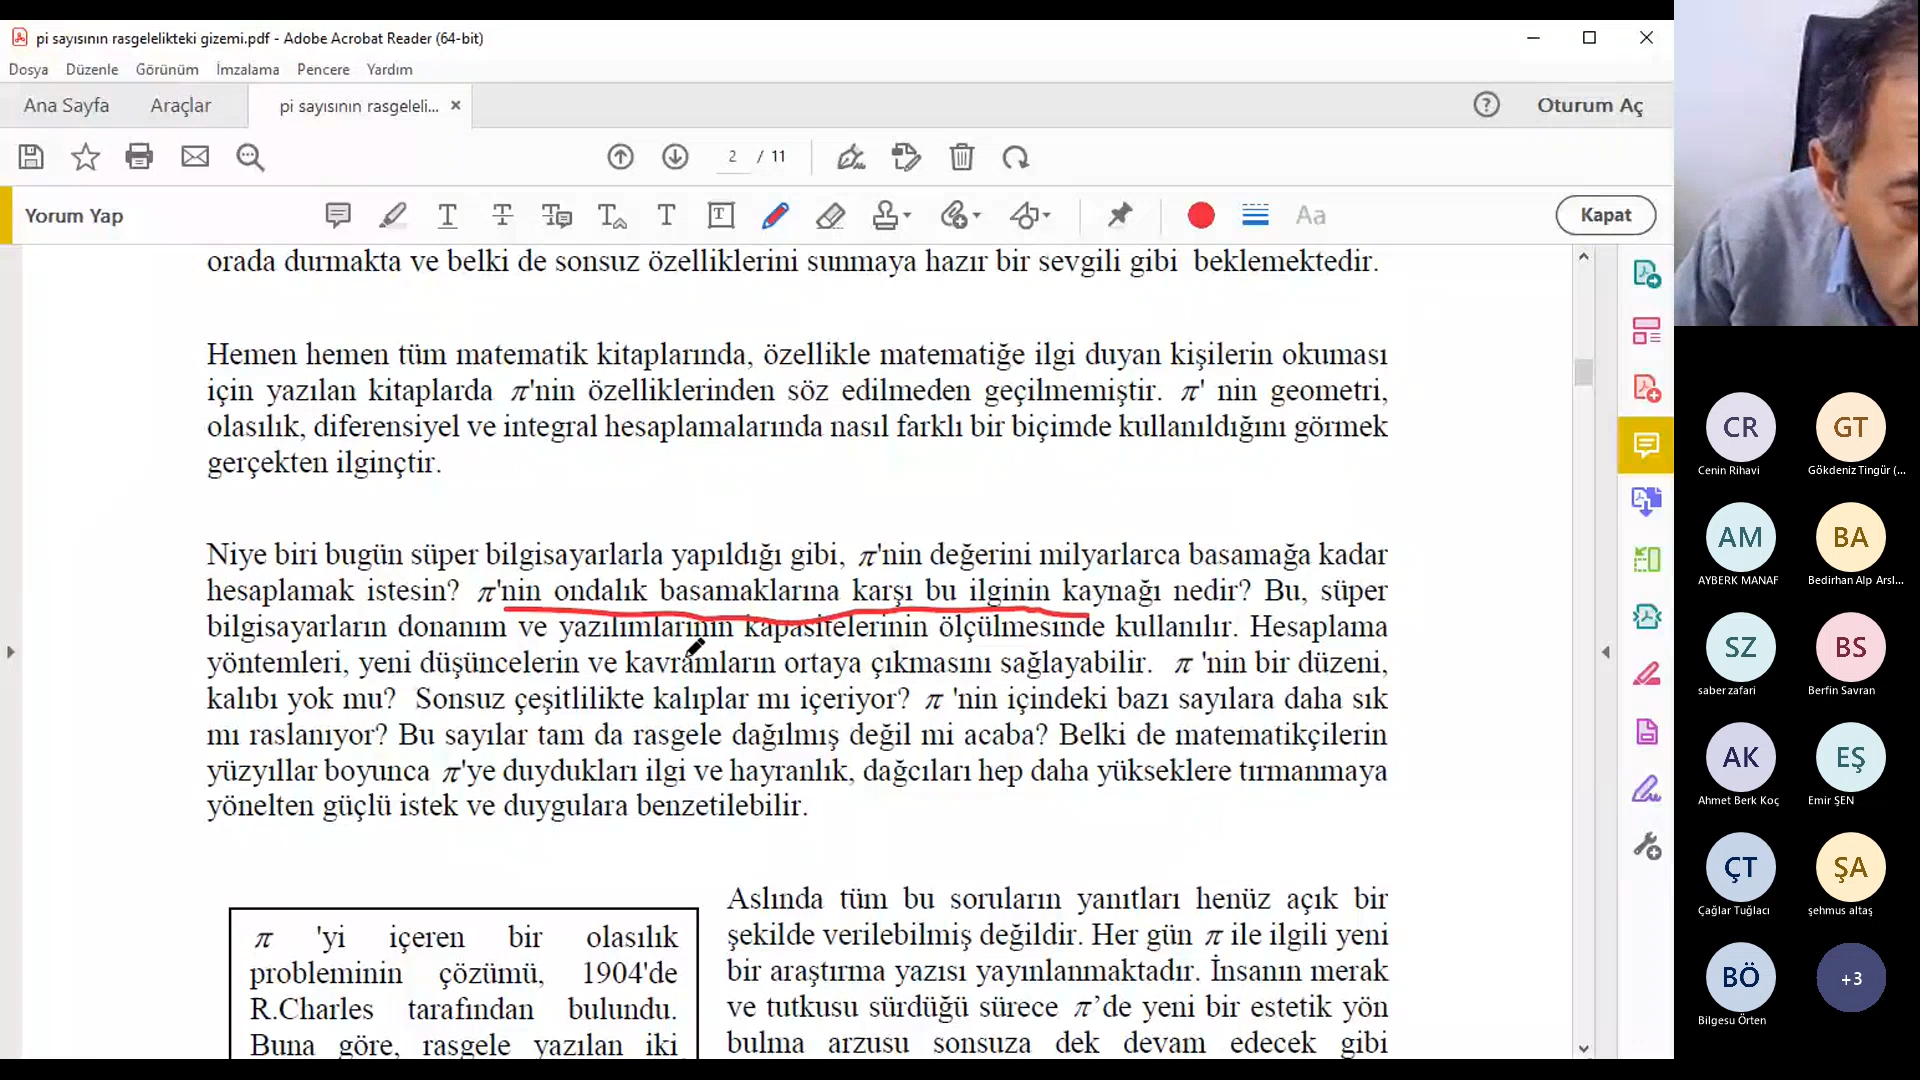 pi sayısının rasgelelikteki gizemi.pdf - Adobe Acrobat Reader (64-bit)
Dosya Düzenle Görünüm İmzalama Pencere Yardım
Ana Sayfa Araçlar pi sayısının rasgeleli... × Oturum Aç
2 / 11
Yorum Yap Aa Kapat
orada durmakta ve belki de sonsuz özelliklerini sunmaya hazır bir sevgili gibi beklemektedir.
Hemen hemen tüm matematik kitaplarında, özellikle matematiğe ilgi duyan kişilerin okuması
için yazılan kitaplarda π'nin özelliklerinden söz edilmeden geçilmemiştir. π' nin geometri,
olasılık, diferensiyel ve integral hesaplamalarında nasıl farklı bir biçimde kullanıldığını görmek
gerçekten ilginçtir.
Niye biri bugün süper bilgisayarlarla yapıldığı gibi, π'nin değerini milyarlarca basamağa kadar
hesaplamak istesin? π'nin ondalık basamaklarına karşı bu ilginin kaynağı nedir? Bu, süper
bilgisayarların donanım ve yazılımlarının kapasitelerinin ölçülmesinde kullanılır. Hesaplama
yöntemleri, yeni düşüncelerin ve kavramların ortaya çıkmasını sağlayabilir. π 'nin bir düzeni,
kalıbı yok mu? Sonsuz çeşitlilikte kalıplar mı içeriyor? π 'nin içindeki bazı sayılara daha sık
mı raslanıyor? Bu sayılar tam da rasgele dağılmış değil mi acaba? Belki de matematikçilerin
yüzyıllar boyunca π'ye duydukları ilgi ve hayranlık, dağcıları hep daha yükseklere tırmanmaya
yönelten güçlü istek ve duygulara benzetilebilir.
π 'yi içeren bir olasılık
probleminin çözümü, 1904'de
R.Charles tarafından bulundu.
Buna göre, rasgele yazılan iki
Aslında tüm bu soruların yanıtları henüz açık bir
şekilde verilebilmiş değildir. Her gün π ile ilgili yeni
bir araştırma yazısı yayınlanmaktadır. İnsanın merak
ve tutkusu sürdüğü sürece π’de yeni bir estetik yön
bulma arzusu sonsuza dek devam edecek gibi
CR GT
Cenin Rihavi Gökdeniz Tingür (...
AM BA
AYBERK MANAF Bedirhan Alp Arsl...
SZ BS
saber zafari Berfin Savran
AK EŞ
Ahmet Berk Koç Emir ŞEN
ÇT ŞA
Çağlar Tuğlacı şehmus altaş
BÖ +3
Bilgesu Örten